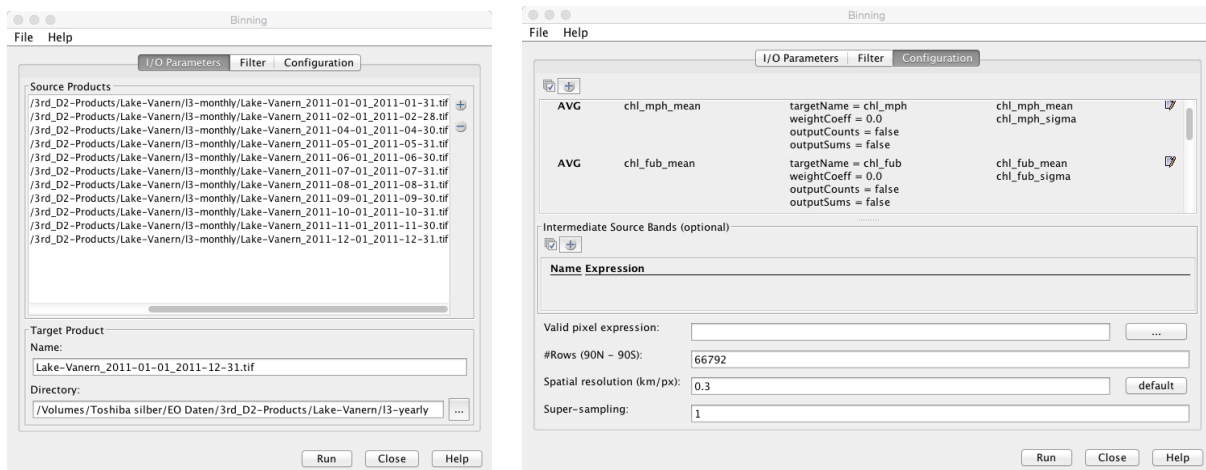 Binning
File Help
I/O Parameters Filter Configuration
Source Products
/3rd_D2-Products/Lake-Vanern/l3-monthly/Lake-Vanern_2011-01-01_2011-01-31.tif
/3rd_D2-Products/Lake-Vanern/l3-monthly/Lake-Vanern_2011-02-01_2011-02-28.tif
/3rd_D2-Products/Lake-Vanern/l3-monthly/Lake-Vanern_2011-04-01_2011-04-30.tif
/3rd_D2-Products/Lake-Vanern/l3-monthly/Lake-Vanern_2011-05-01_2011-05-31.tif
/3rd_D2-Products/Lake-Vanern/l3-monthly/Lake-Vanern_2011-06-01_2011-06-30.tif
/3rd_D2-Products/Lake-Vanern/l3-monthly/Lake-Vanern_2011-07-01_2011-07-31.tif
/3rd_D2-Products/Lake-Vanern/l3-monthly/Lake-Vanern_2011-08-01_2011-08-31.tif
/3rd_D2-Products/Lake-Vanern/l3-monthly/Lake-Vanern_2011-09-01_2011-09-30.tif
/3rd_D2-Products/Lake-Vanern/l3-monthly/Lake-Vanern_2011-10-01_2011-10-31.tif
/3rd_D2-Products/Lake-Vanern/l3-monthly/Lake-Vanern_2011-11-01_2011-11-30.tif
/3rd_D2-Products/Lake-Vanern/l3-monthly/Lake-Vanern_2011-12-01_2011-12-31.tif
Target Product
Name:
Lake-Vanern_2011-01-01_2011-12-31.tif
Directory:
/Volumes/Toshiba silber/EO Daten/3rd_D2-Products/Lake-Vanern/l3-yearly ...
Run Close Help
Binning
File Help
I/O Parameters Filter Configuration
AVG chl_mph_mean targetName = chl_mph chl_mph_mean
weightCoeff = 0.0 chl_mph_sigma
outputCounts = false
outputSums = false
AVG chl_fub_mean targetName = chl_fub chl_fub_mean
weightCoeff = 0.0 chl_fub_sigma
outputCounts = false
outputSums = false
Intermediate Source Bands (optional)
Name Expression
Valid pixel expression: ...
#Rows (90N - 90S): 66792
Spatial resolution (km/px): 0.3 default
Super-sampling: 1
Run Close Help